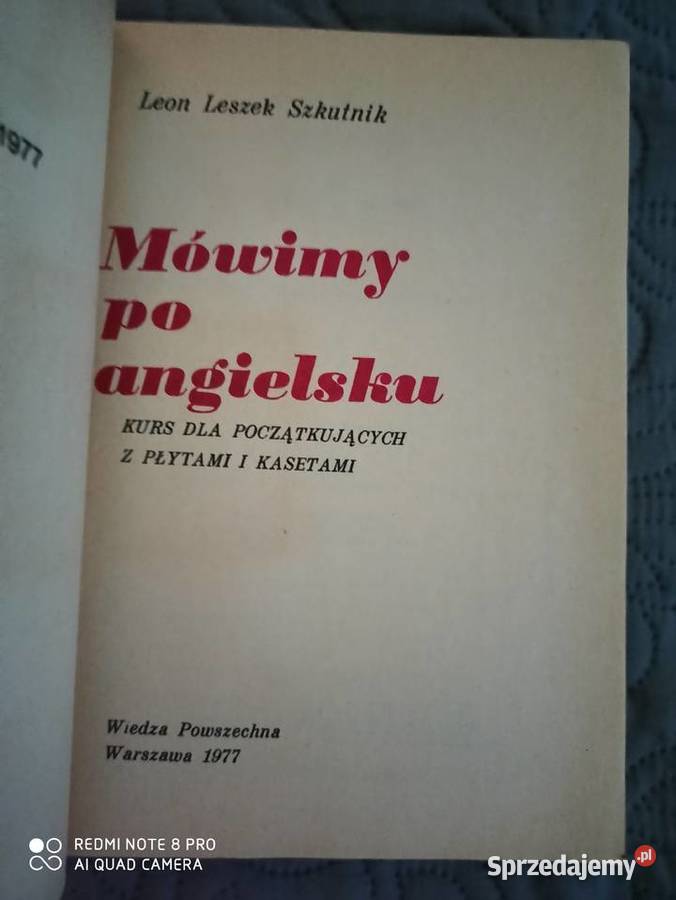 1977
Leon Leszek Szkutnik
Mówimy
po
angielsku
KURS DLA POCZĄTKUJĄCYCH
Z PŁYTAMI I KASETAMI
Wiedza Powszechna
Warszawa 1977
REDMI NOTE 8 PRO
AI QUAD CAMERA
Sprzedajemy.pl